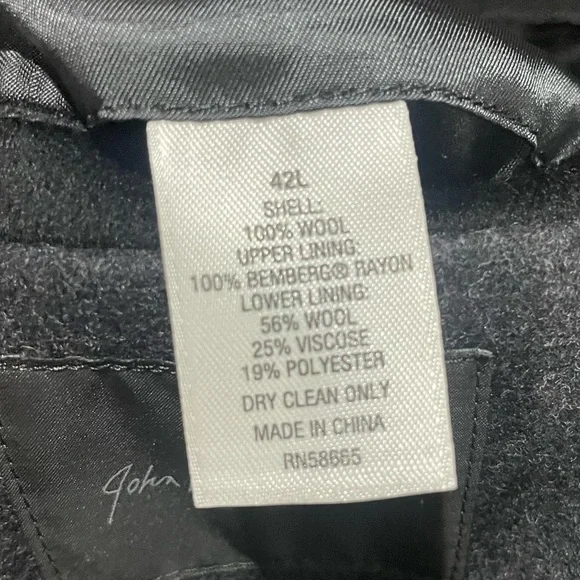 42L
SHELL:
100% WOOL
UPPER LINING:
100% BEMBERG® RAYON
LOWER LINING:
56% WOOL
25% VISCOSE
19% POLYESTER
DRY CLEAN ONLY
MADE IN CHINA
RN58665
John